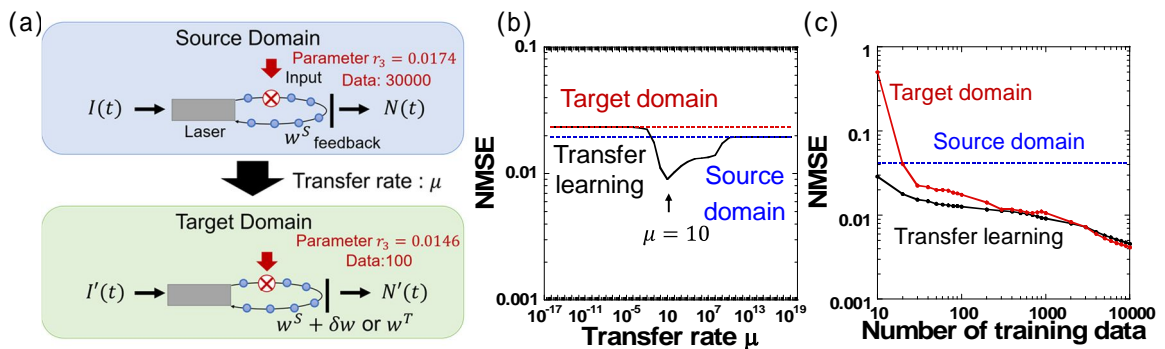 (a)
Source Domain
Parameter r₃ = 0.0174
Data: 30000
Input
I(t)
N(t)
Laser
w^S
feedback
Transfer rate : μ
Target Domain
Parameter r₃ = 0.0146
Data:100
I′(t)
N′(t)
w^S + δw or w^T
(b)
NMSE
0.1
0.01
0.001
Target domain
Transfer
learning
Source
domain
μ = 10
10^-17 10^-11 10^-5 10 10^7 10^13 10^19
Transfer rate μ
(c)
NMSE
1
0.1
0.01
0.001
Target domain
Source domain
Transfer learning
10 100 1000 10000
Number of training data